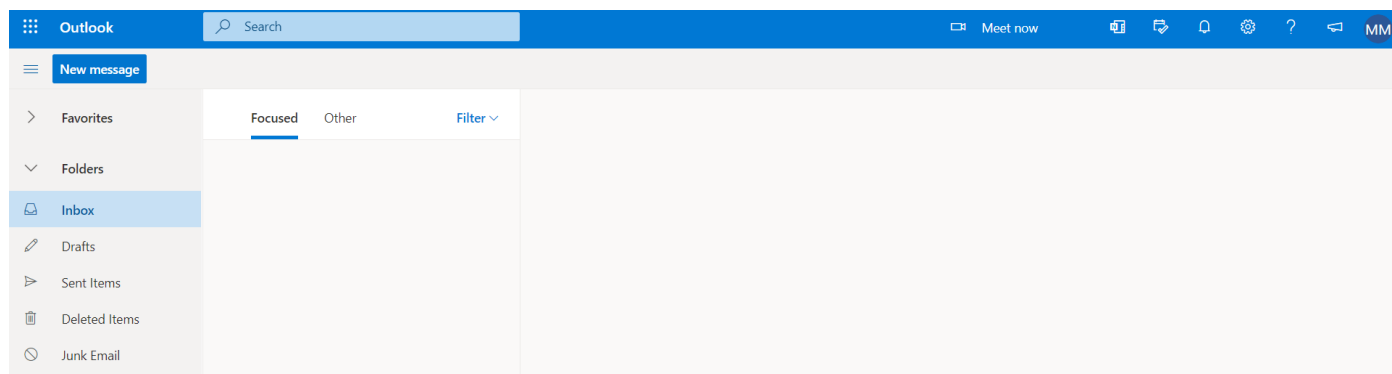 Outlook Search Meet now MM
New message
Favorites Focused Other Filter
Folders
Inbox
Drafts
Sent Items
Deleted Items
Junk Email